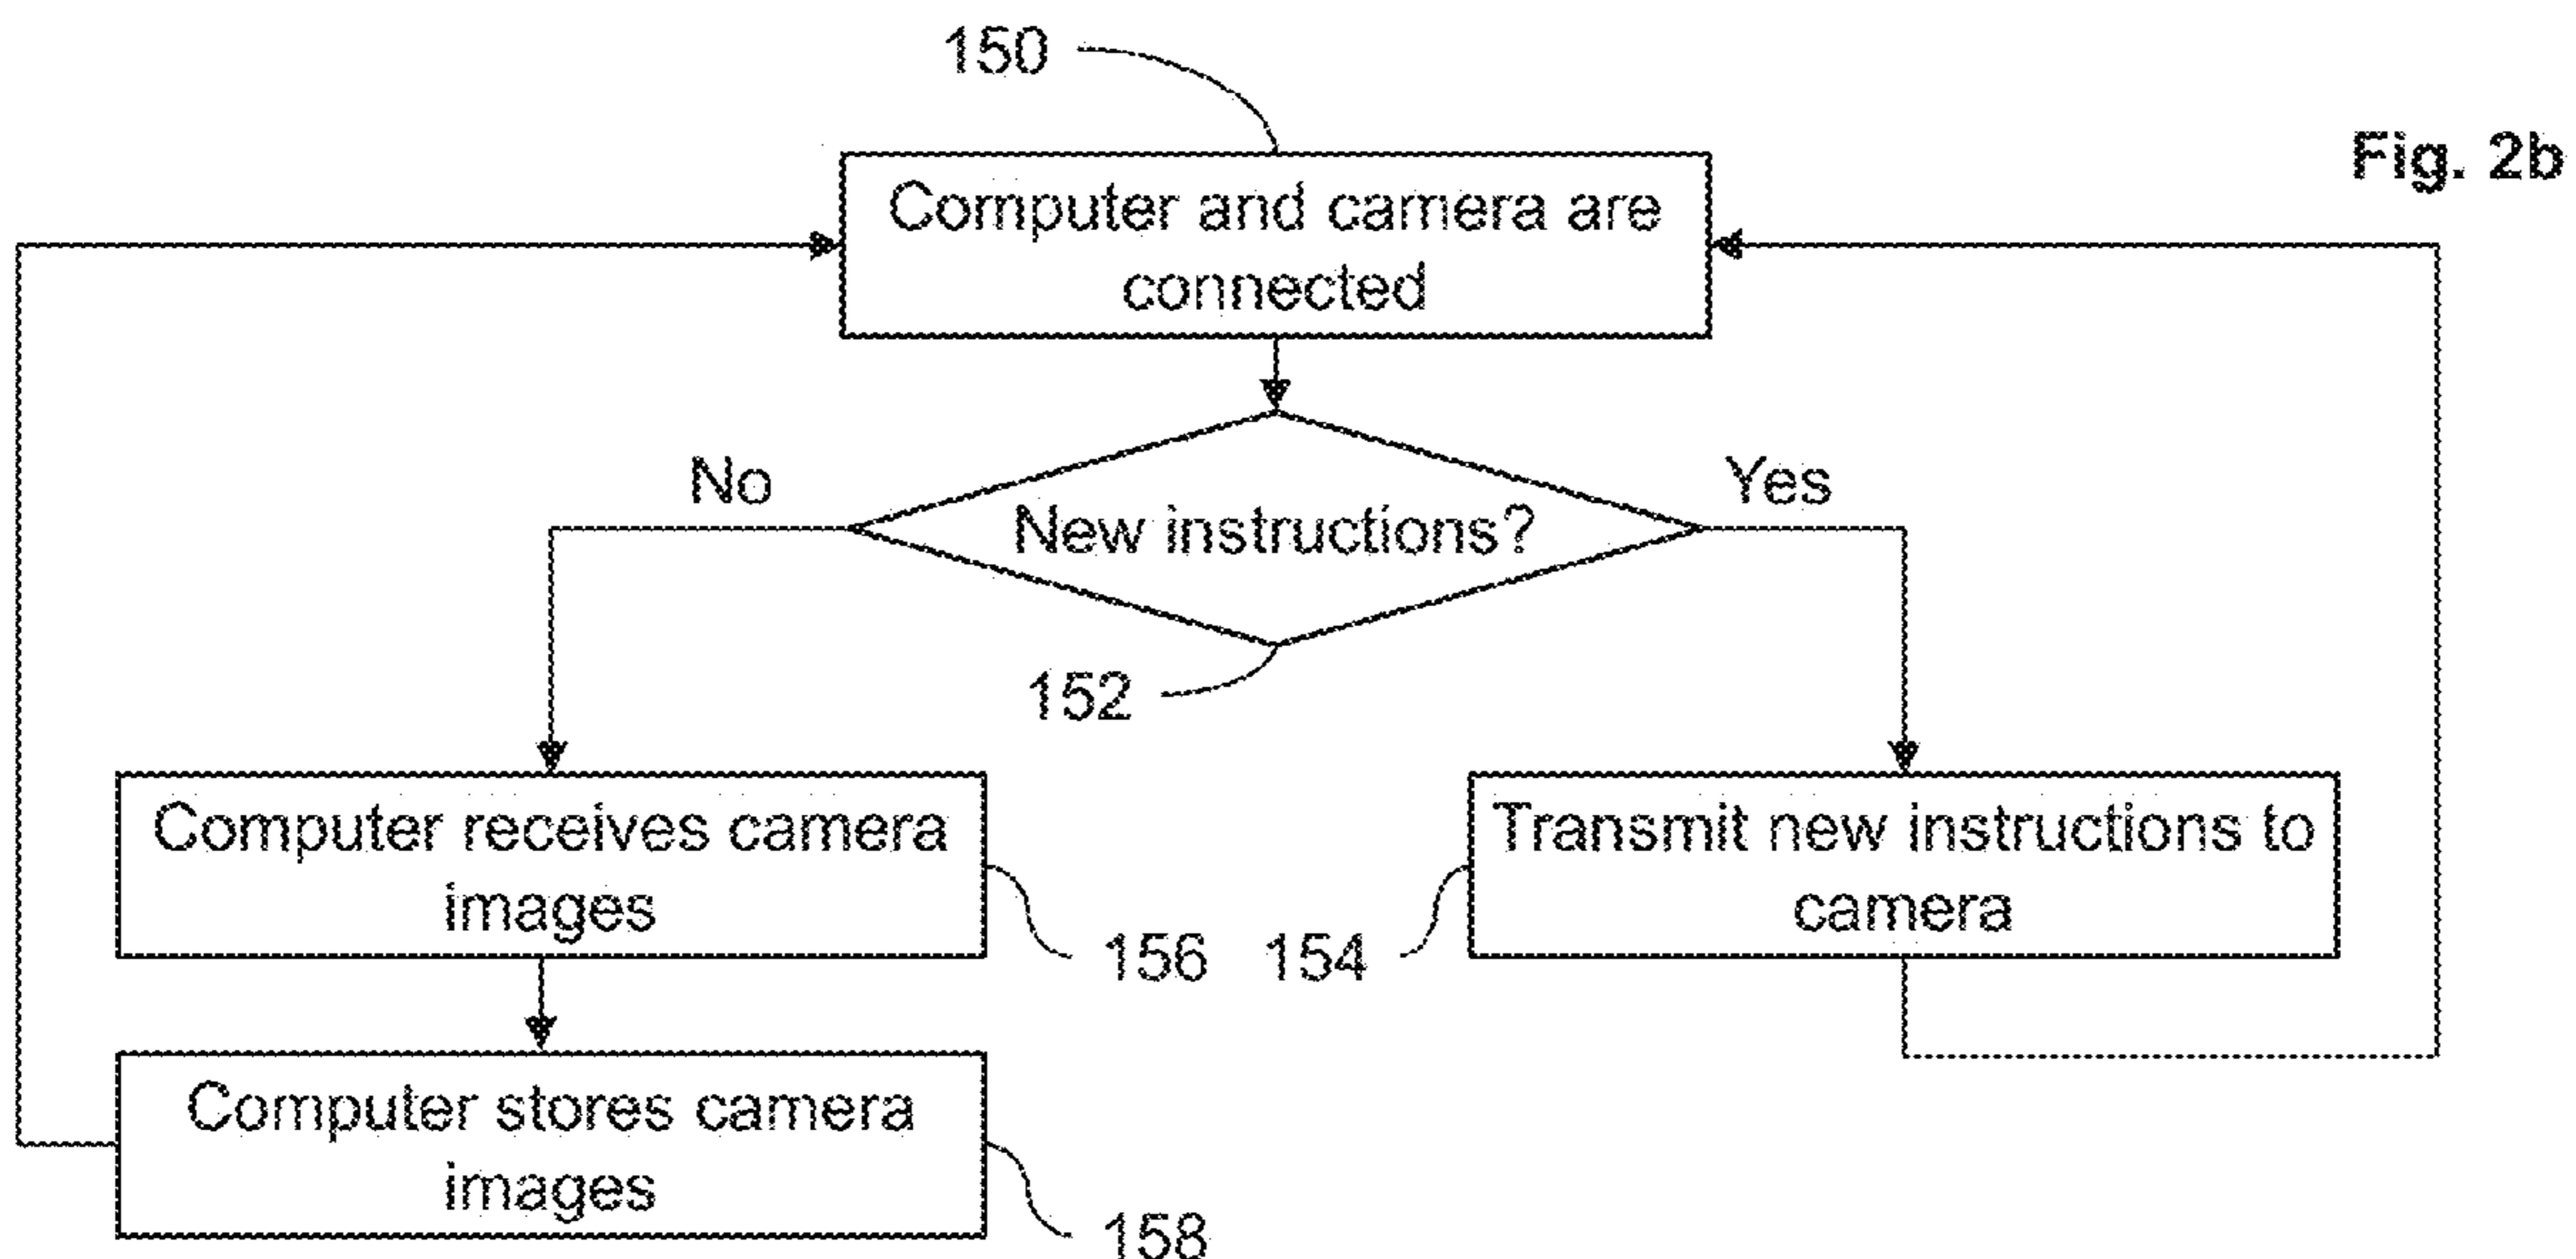 150
Fig. 2b
Computer and camera are
connected
No
Yes
New instructions?
152
Computer receives camera
images
156
154
Transmit new instructions to
camera
Computer stores camera
images
158